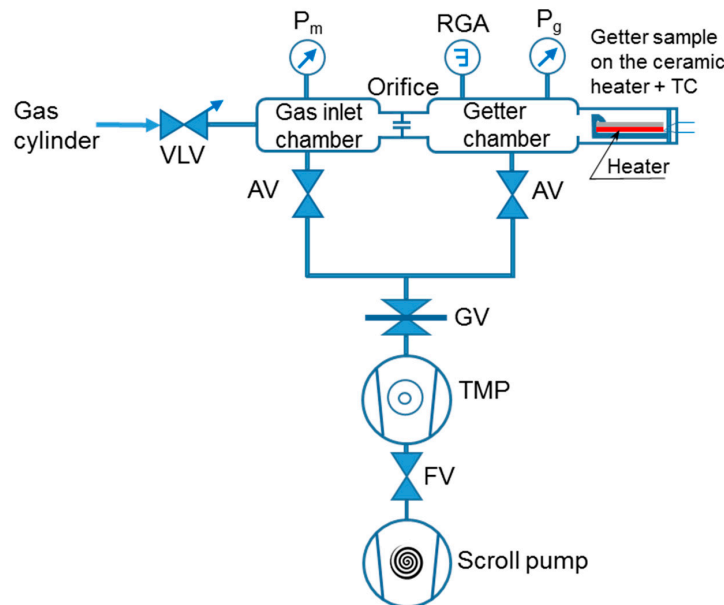 Pm
RGA
Pg
Getter sample
on the ceramic
heater + TC
Orifice
Gas
cylinder
Gas inlet
chamber
Getter
chamber
VLV
Heater
AV
AV
GV
TMP
FV
Scroll pump